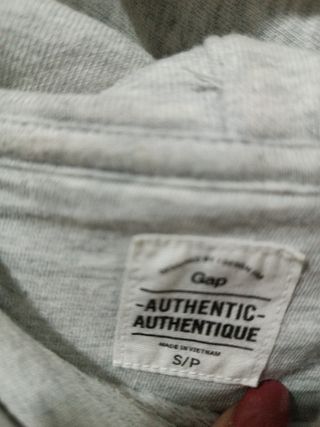 Gap
-AUTHENTIC-
AUTHENTIQUE
MADE IN VIETNAM
S/P